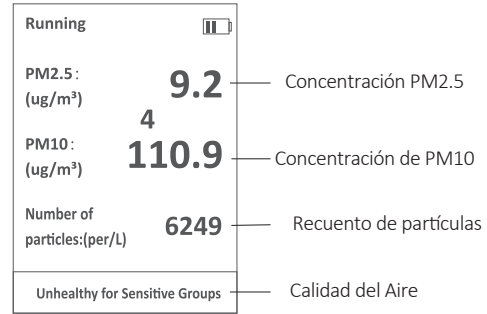 Running
PM2.5:
(ug/m³)
9.2
Concentración PM2.5
4
PM10:
(ug/m³)
110.9
Concentración de PM10
Number of
particles:(per/L)
6249
Recuento de partículas
Unhealthy for Sensitive Groups
Calidad del Aire